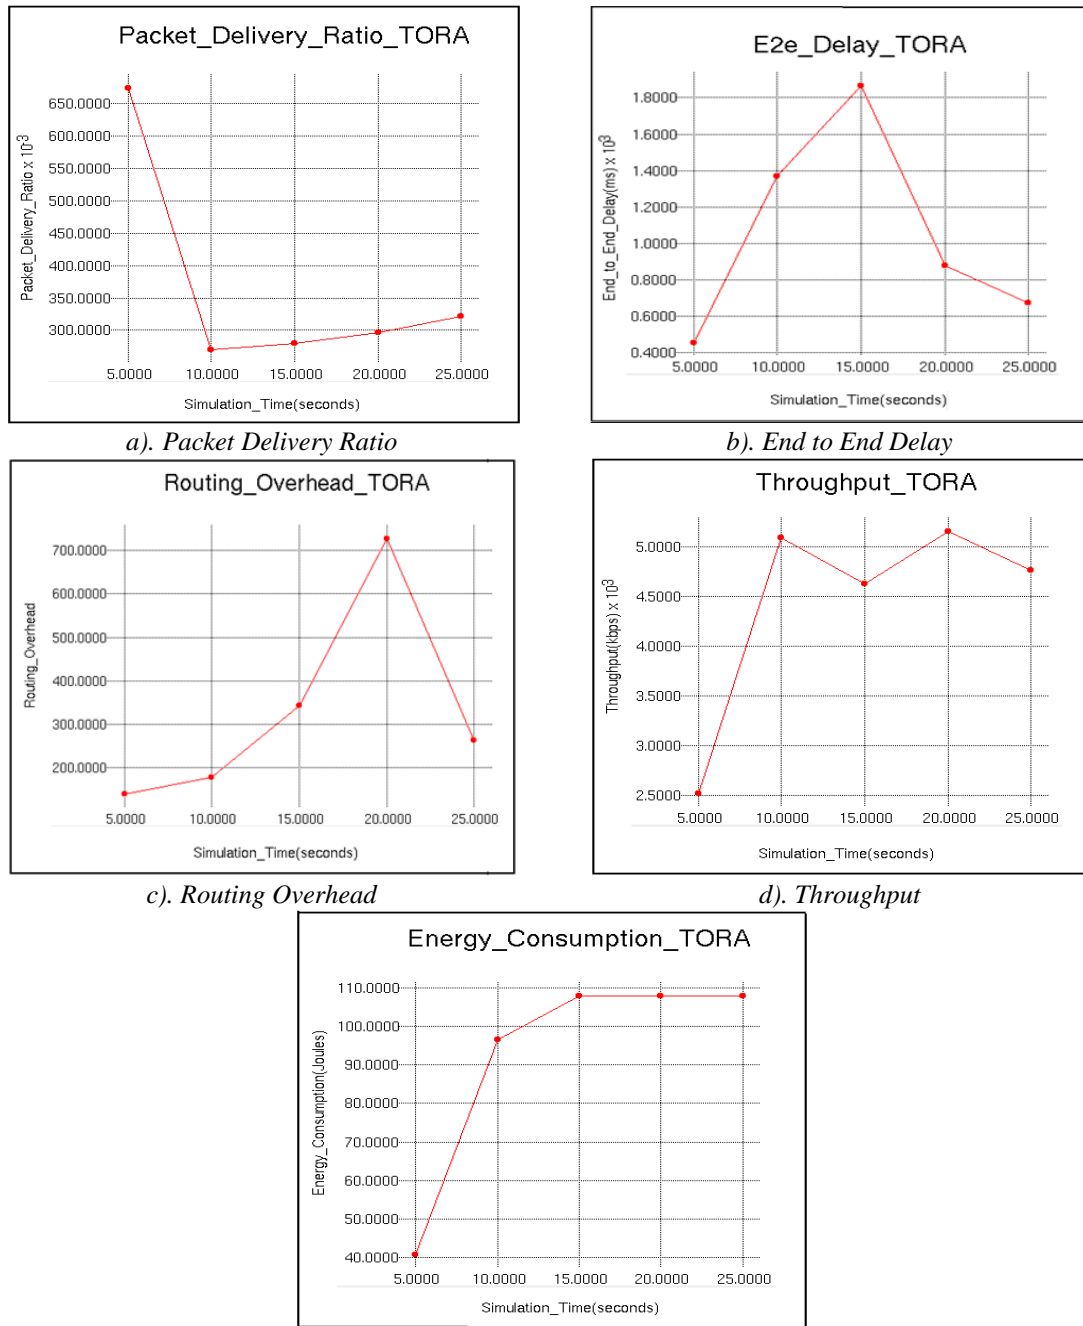 Packet_Delivery_Ratio_TORA
Packet_Delivery_Ratio x 10-3
650.0000
600.0000
550.0000
500.0000
450.0000
400.0000
350.0000
300.0000
5.0000 10.0000 15.0000 20.0000 25.0000
Simulation_Time(seconds)
a). Packet Delivery Ratio
E2e_Delay_TORA
End_to_End_Delay(ms) x 103
1.8000
1.6000
1.4000
1.2000
1.0000
0.8000
0.6000
0.4000
5.0000 10.0000 15.0000 20.0000 25.0000
Simulation_Time(seconds)
b). End to End Delay
Routing_Overhead_TORA
Routing_Overhead
700.0000
600.0000
500.0000
400.0000
300.0000
200.0000
5.0000 10.0000 15.0000 20.0000 25.0000
Simulation_Time(seconds)
c). Routing Overhead
Throughput_TORA
Throughput(kbps) x 103
5.0000
4.5000
4.0000
3.5000
3.0000
2.5000
5.0000 10.0000 15.0000 20.0000 25.0000
Simulation_Time(seconds)
d). Throughput
Energy_Consumption_TORA
Energy_Consumption(Joules)
110.0000
100.0000
90.0000
80.0000
70.0000
60.0000
50.0000
40.0000
5.0000 10.0000 15.0000 20.0000 25.0000
Simulation_Time(seconds)